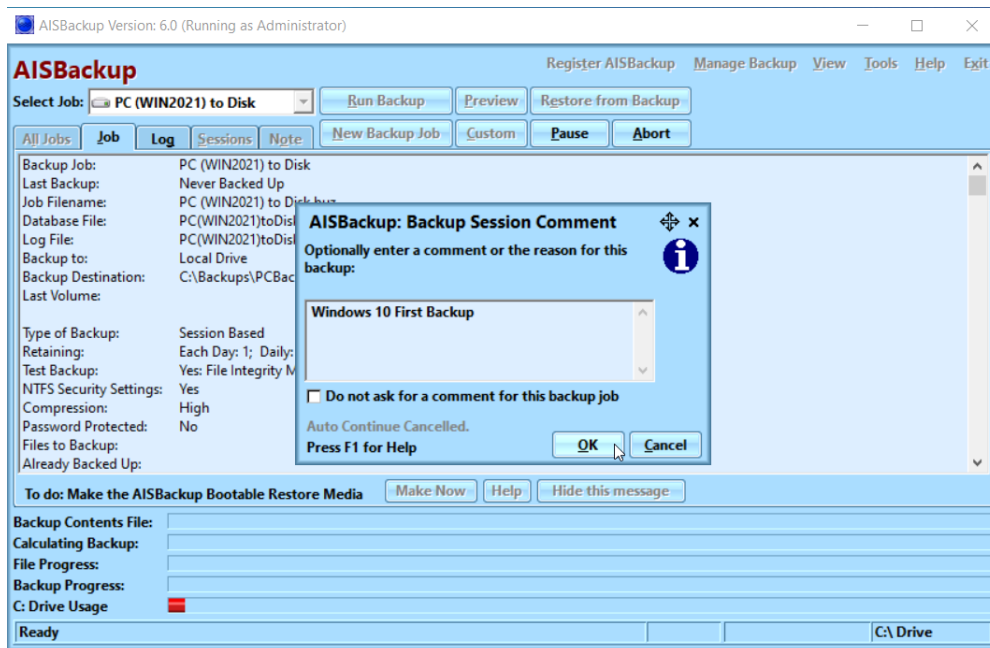 AISBackup Version: 6.0 (Running as Administrator)
AISBackup
Register AISBackup Manage Backup View Tools Help Exit
Select Job: PC (WIN2021) to Disk Run Backup Preview Restore from Backup
All Jobs Job Log Sessions Note New Backup Job Custom Pause Abort
Backup Job: PC (WIN2021) to Disk
Last Backup: Never Backed Up
Job Filename: PC (WIN2021) to
Database File:
Log File:
Backup to: Local Drive
Backup Destination:
Last Volume:
Type of Backup: Session Based
Retaining: Each Day: 1; Daily:
Test Backup: Yes: File Integrity
NTFS Security Settings: Yes
Compression: High
Password Protected: No
Files to Backup:
Already Backed Up:
AISBackup: Backup Session Comment
Optionally enter a comment or the reason for this
backup:
Windows 10 First Backup
Do not ask for a comment for this backup job
Auto Continue Cancelled.
Press F1 for Help OK Cancel
To do: Make the AISBackup Bootable Restore Media Make Now Help Hide this message
Backup Contents File:
Calculating Backup:
File Progress:
Backup Progress:
C: Drive Usage
Ready C:\ Drive